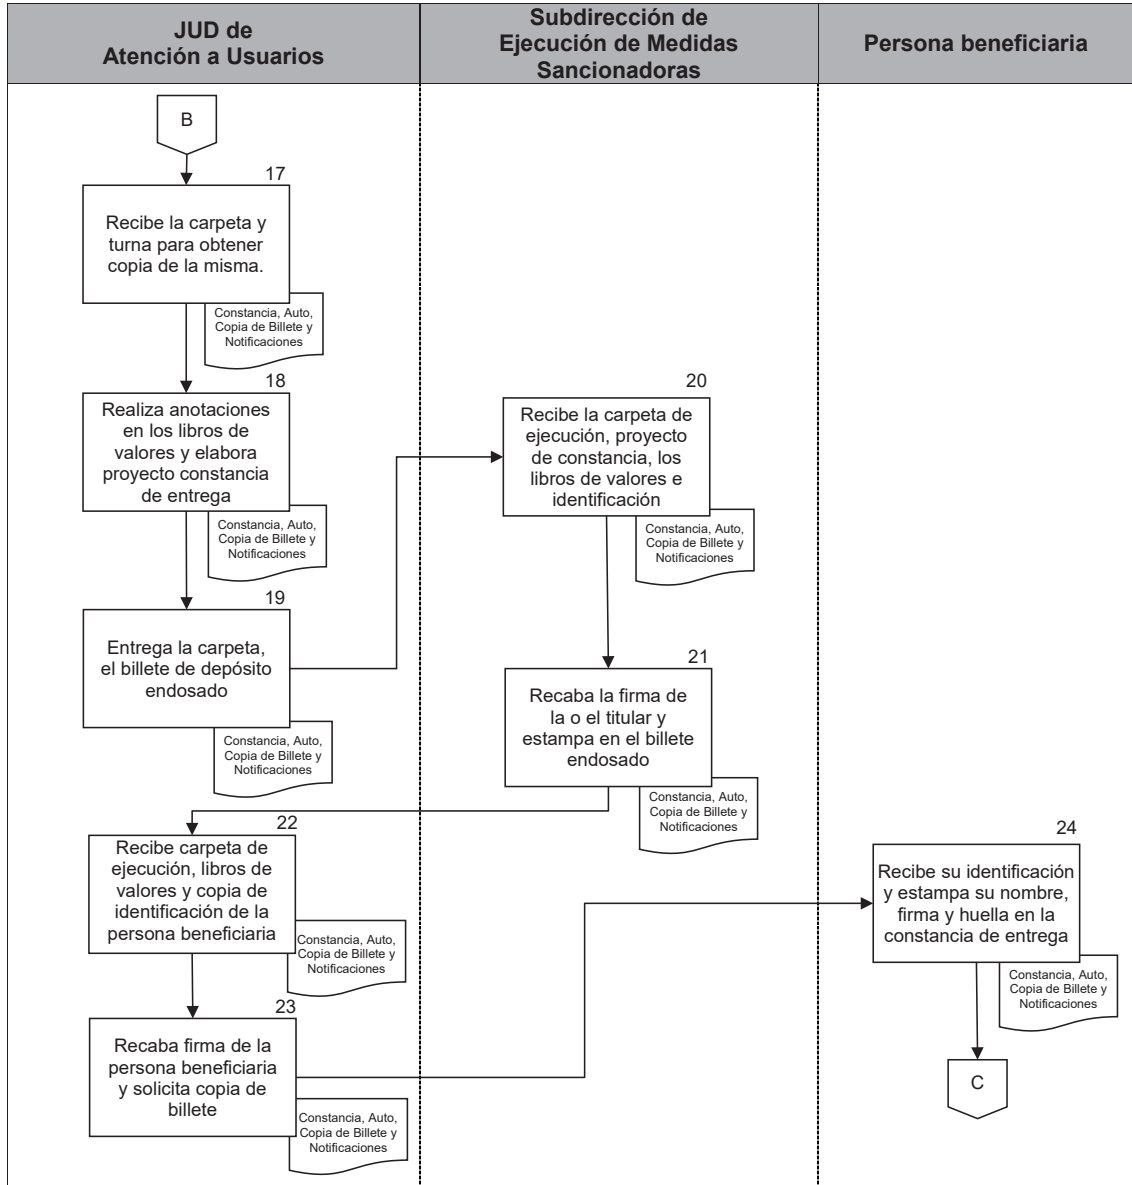 JUD de
Atención a Usuarios
Subdirección de
Ejecución de Medidas
Sancionadoras
Persona beneficiaria
B
17
Recibe la carpeta y
turna para obtener
copia de la misma.
Constancia, Auto,
Copia de Billete y
Notificaciones
18
Realiza anotaciones
en los libros de
valores y elabora
proyecto constancia
de entrega
Constancia, Auto,
Copia de Billete y
Notificaciones
19
Entrega la carpeta,
el billete de depósito
endosado
Constancia, Auto,
Copia de Billete y
Notificaciones
20
Recibe la carpeta de
ejecución, proyecto
de constancia, los
libros de valores e
identificación
Constancia, Auto,
Copia de Billete y
Notificaciones
21
Recaba la firma de
la o el titular y
estampa en el billete
endosado
Constancia, Auto,
Copia de Billete y
Notificaciones
22
Recibe carpeta de
ejecución, libros de
valores y copia de
identificación de la
persona beneficiaria
Constancia, Auto,
Copia de Billete y
Notificaciones
23
Recaba firma de la
persona beneficiaria
y solicita copia de
billete
Constancia, Auto,
Copia de Billete y
Notificaciones
24
Recibe su identificación
y estampa su nombre,
firma y huella en la
constancia de entrega
Constancia, Auto,
Copia de Billete y
Notificaciones
C